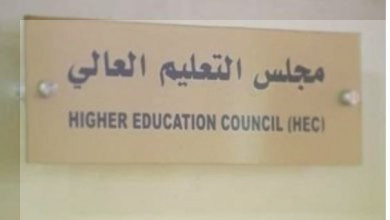 مجلس التعليم العالي
HIGHER EDUCATION COUNCIL (HEC)